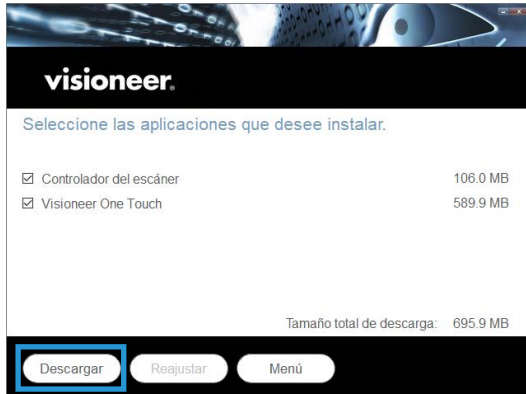 visioneer.
Seleccione las aplicaciones que desee instalar.
Controlador del escáner 106.0 MB
Visioneer One Touch 589.9 MB
Tamaño total de descarga: 695.9 MB
Descargar Reajustar Menú